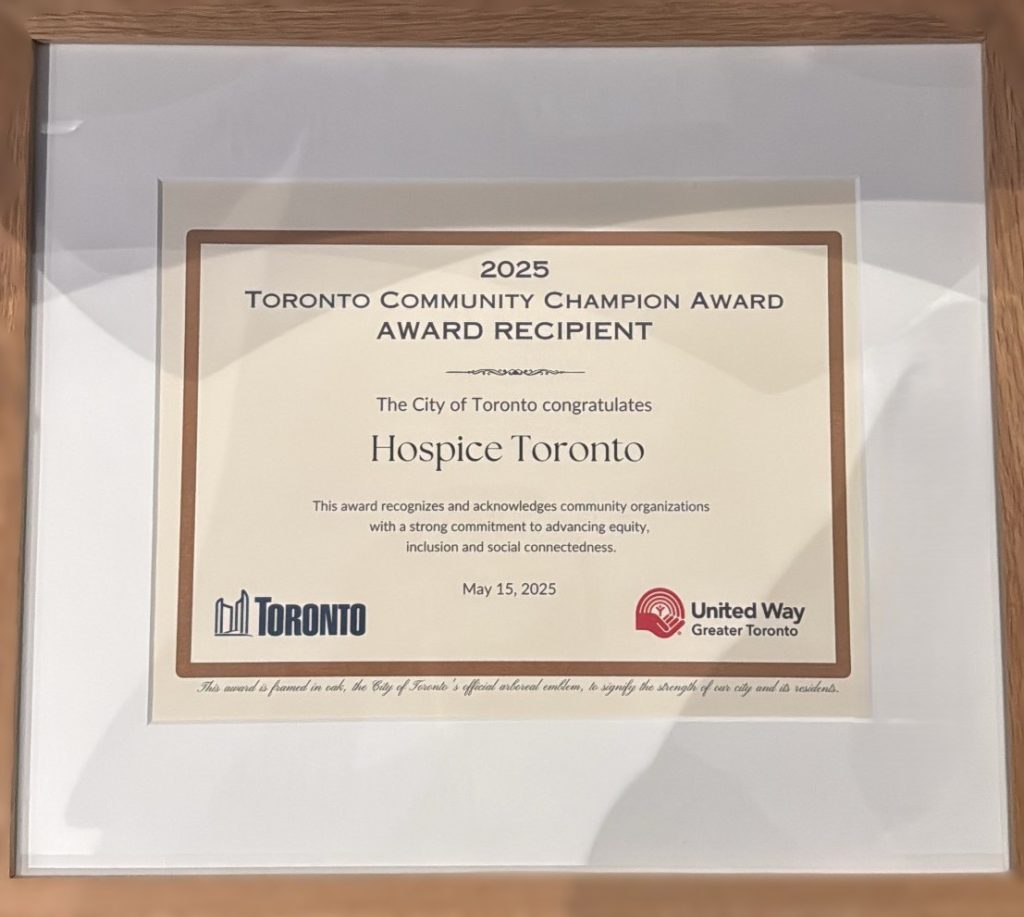 2025
TORONTO COMMUNITY CHAMPION AWARD
AWARD RECIPIENT
The City of Toronto congratulates
Hospice Toronto
This award recognizes and acknowledges community organizations
with a strong commitment to advancing equity,
inclusion and social connectedness.
May 15, 2025
TORONTO
United Way
Greater Toronto
This award is framed in oak, the City of Toronto's official arboreal emblem, to signify the strength of our city and its residents.